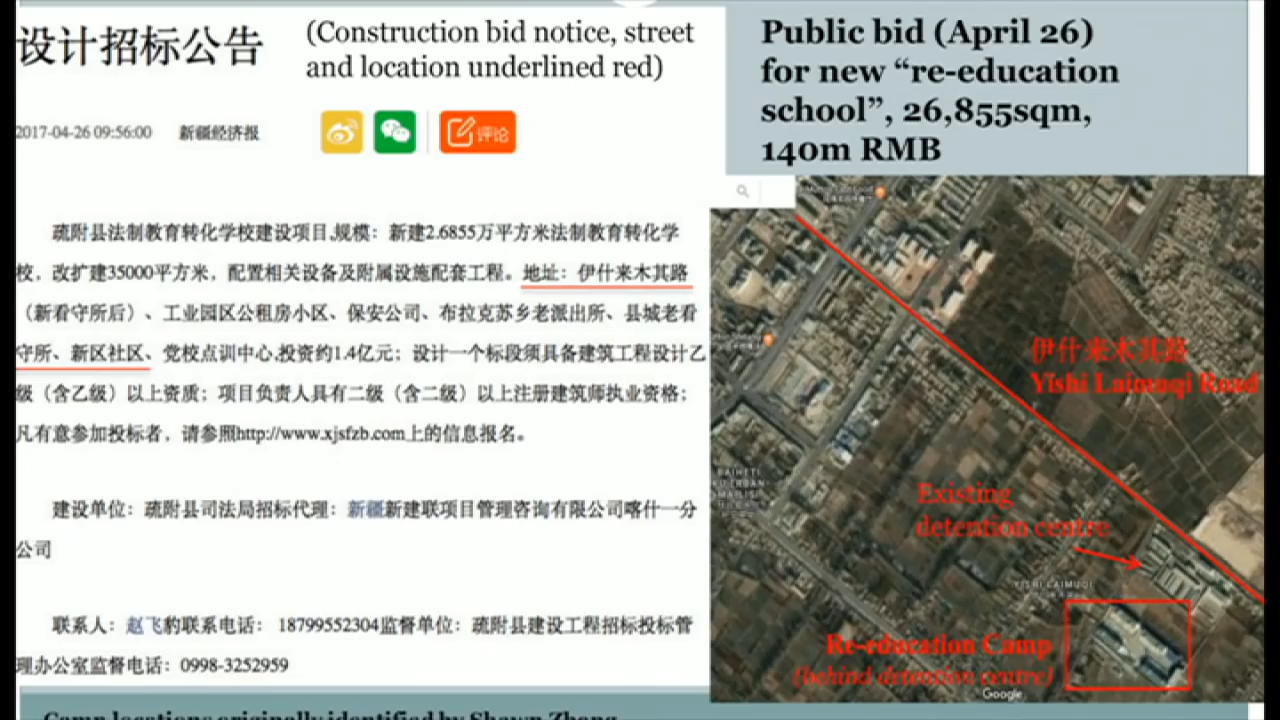 设计招标公告
(Construction bid notice, street
and location underlined red)
2017-04-26 09:56:00 新疆经济报
评论
疏附县法制教育转化学校建设项目,规模：新建2.6855万平方米法制教育转化学
校，改扩建35000平方米，配置相关设备及附属设施配套工程。地址：伊什来木其路
（新看守所后）、工业园区公租房小区、保安公司、布拉克苏乡老派出所、县城老看
守所、新区社区、党校点训中心,投资约1.4亿元；设计一个标段须具备建筑工程设计乙
级（含乙级）以上资质；项目负责人具有二级（含二级）以上注册建筑师执业资格；
凡有意参加投标者，请参照http://www.xjsfzb.com上的信息报名。
建设单位：疏附县司法局招标代理：新疆新建联项目管理咨询有限公司喀什一分
公司
联系人：赵飞豹联系电话： 18799552304监督单位：疏附县建设工程招标投标管
理办公室监督电话：0998-3252959
Public bid (April 26)
for new “re-education
school”, 26,855sqm,
140m RMB
伊什来木其路
Yishi Laimuqi Road
BAIHETI
MAILISI
Existing
detention centre
YISHI LAIMUQI
Re-education Camp
(behind detention centre)
Google
Camp locations originally identified by Shawn Zhang